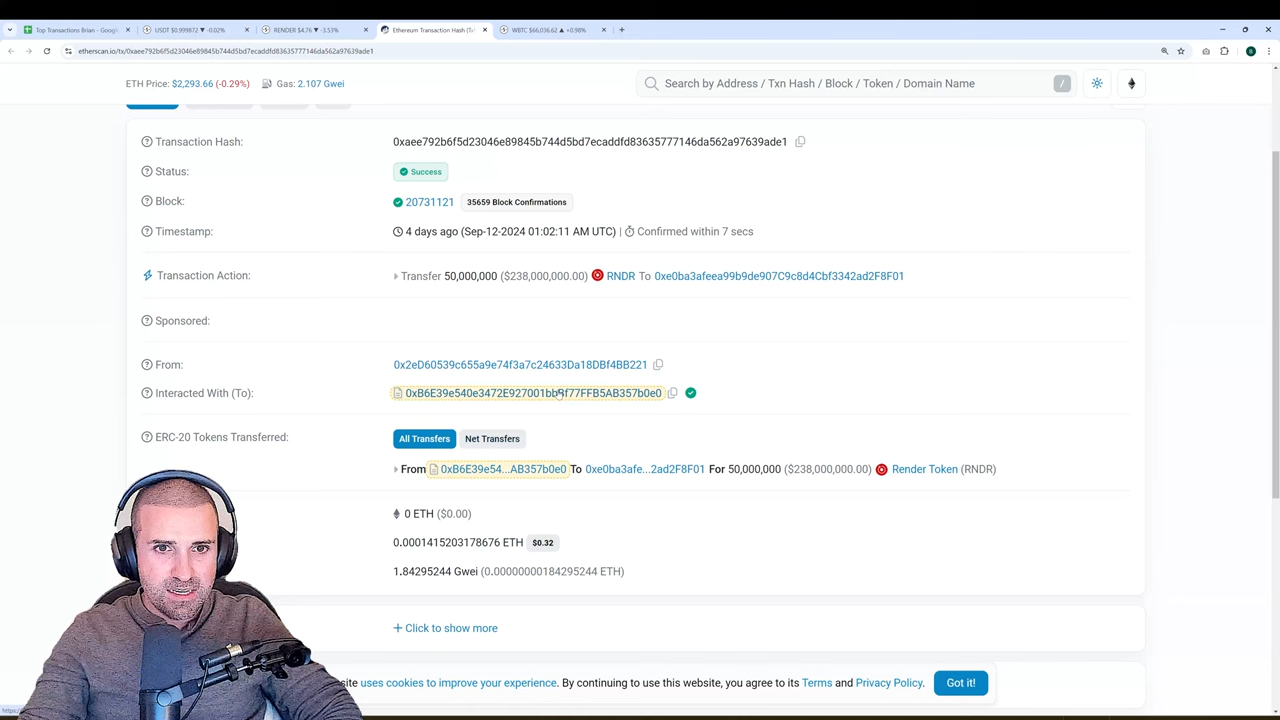 Top Transactions Brian - Googl
USDT $0.999872 ▼ -0.02%
RENDER $4.76 ▼ -3.53%
Ethereum Transaction Hash (Tx
WBTC $66,036.62 ▲ +0.98%
etherscan.io/tx/0xaee792b6f5d23046e89845b744d5bd7ecaddfd83635777146da562a97639ade1
ETH Price: $2,293.66 (-0.29%) Gas: 2.107 Gwei
Search by Address / Txn Hash / Block / Token / Domain Name /
Transaction Hash: 0xaee792b6f5d23046e89845b744d5bd7ecaddfd83635777146da562a97639ade1
Status: Success
Block: 20731121 35659 Block Confirmations
Timestamp: 4 days ago (Sep-12-2024 01:02:11 AM UTC) | Confirmed within 7 secs
Transaction Action: Transfer 50,000,000 ($238,000,000.00) RNDR To 0xe0ba3afeea99b9de907C9c8d4Cbf3342ad2F8F01
Sponsored:
From: 0x2eD60539c655a9e74f3a7c24633Da18DBf4BB221
Interacted With (To):
ERC-20 Tokens Transferred: All Transfers Net Transfers
From 0xB6E39e54...AB357b0e0 To 0xe0ba3afe...2ad2F8F01 For 50,000,000 ($238,000,000.00) Render Token (RNDR)
0 ETH ($0.00)
0.0001415203178676 ETH $0.32
1.84295244 Gwei (0.00000000184295244 ETH)
+ Click to show more
site uses cookies to improve your experience. By continuing to use this website, you agree to its Terms and Privacy Policy. Got it!